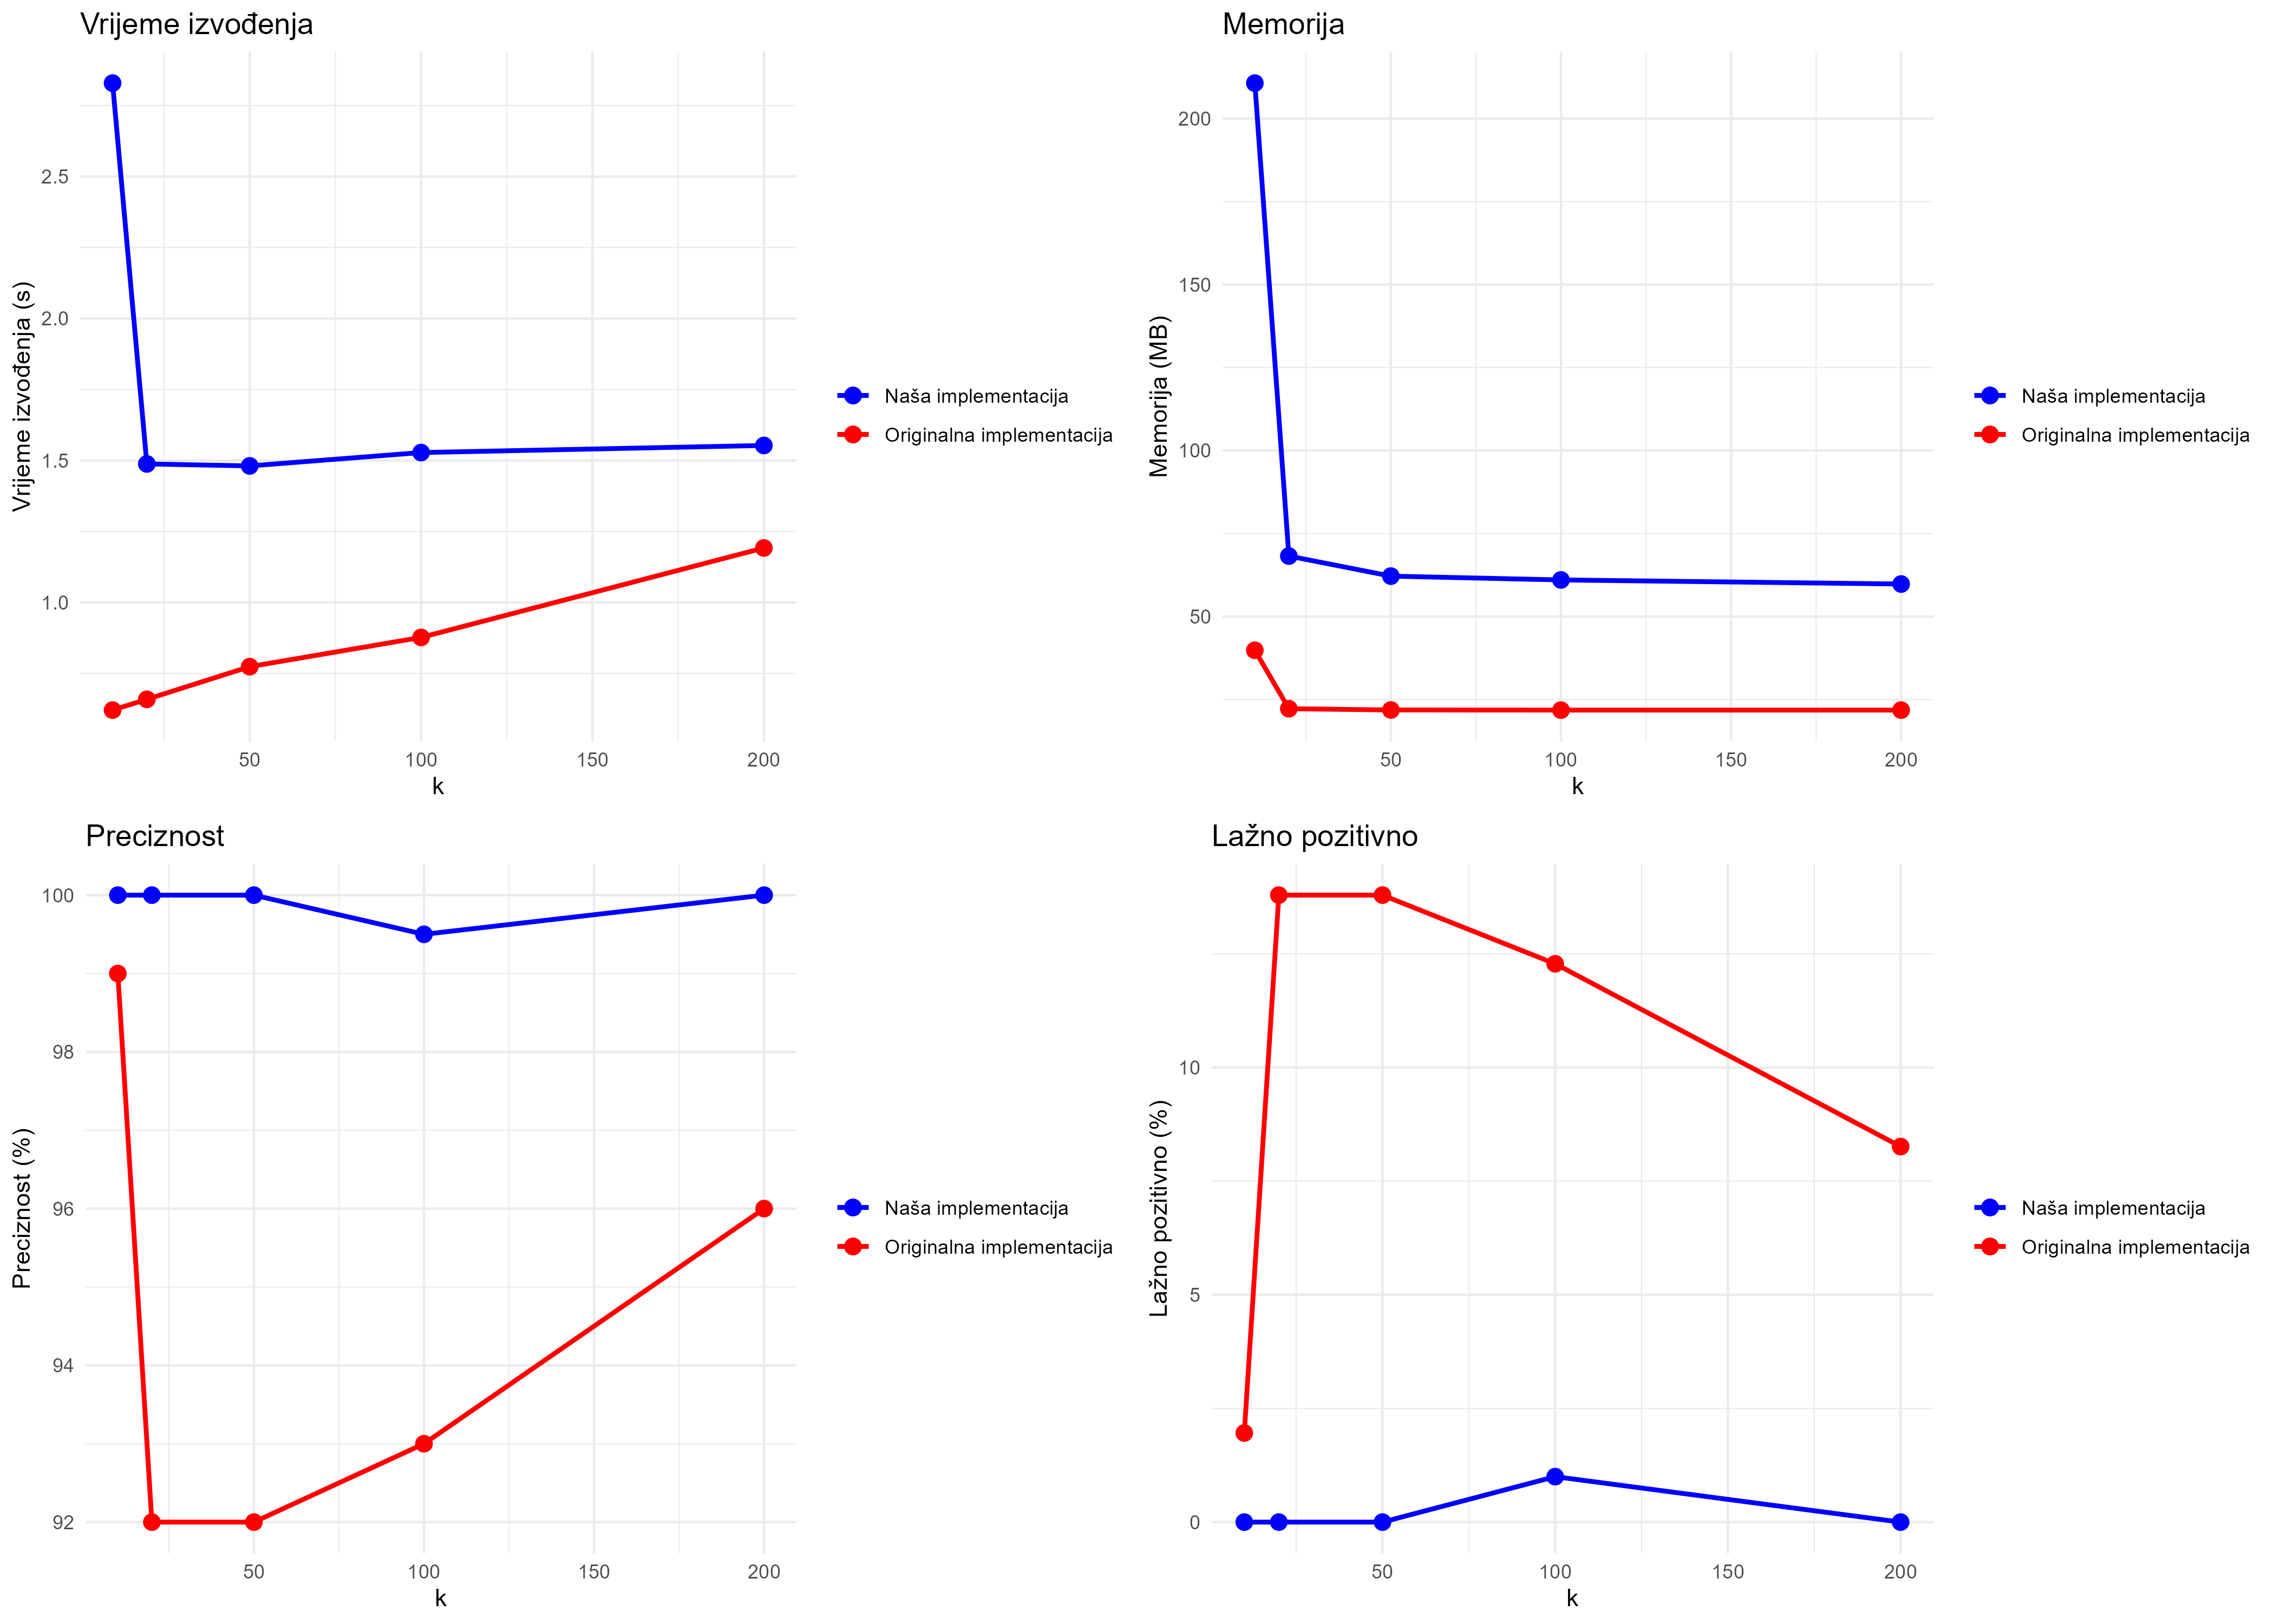 Vrijeme izvođenja
Vrijeme izvođenja (s)
2.5
2.0
1.5
1.0
50 100 150 200
k
Naša implementacija
Originalna implementacija
Memorija
Memorija (MB)
200
150
100
50
50 100 150 200
k
Naša implementacija
Originalna implementacija
Preciznost
Preciznost (%)
100
98
96
94
92
50 100 150 200
k
Naša implementacija
Originalna implementacija
Lažno pozitivno
Lažno pozitivno (%)
10
5
0
50 100 150 200
k
Naša implementacija
Originalna implementacija